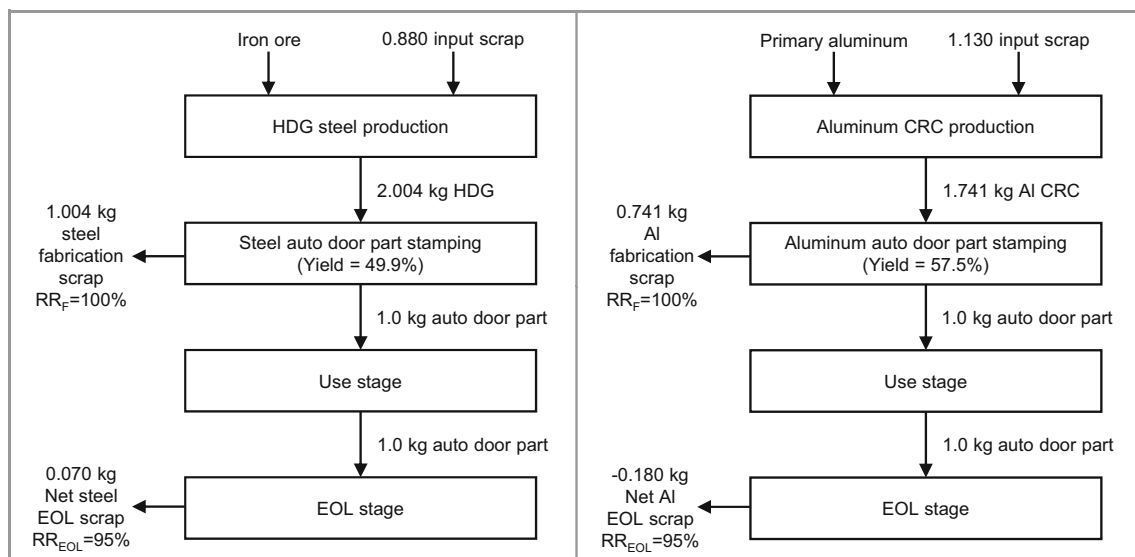 Iron ore
0.880 input scrap
HDG steel production
2.004 kg HDG
1.004 kg
steel
fabrication
scrap
RR_F=100%
Steel auto door part stamping
(Yield = 49.9%)
1.0 kg auto door part
Use stage
1.0 kg auto door part
0.070 kg
Net steel
EOL scrap
RR_EOL=95%
EOL stage
Primary aluminum
1.130 input scrap
Aluminum CRC production
1.741 kg Al CRC
0.741 kg
Al
fabrication
scrap
RR_F=100%
Aluminum auto door part stamping
(Yield = 57.5%)
1.0 kg auto door part
Use stage
1.0 kg auto door part
-0.180 kg
Net Al
EOL scrap
RR_EOL=95%
EOL stage